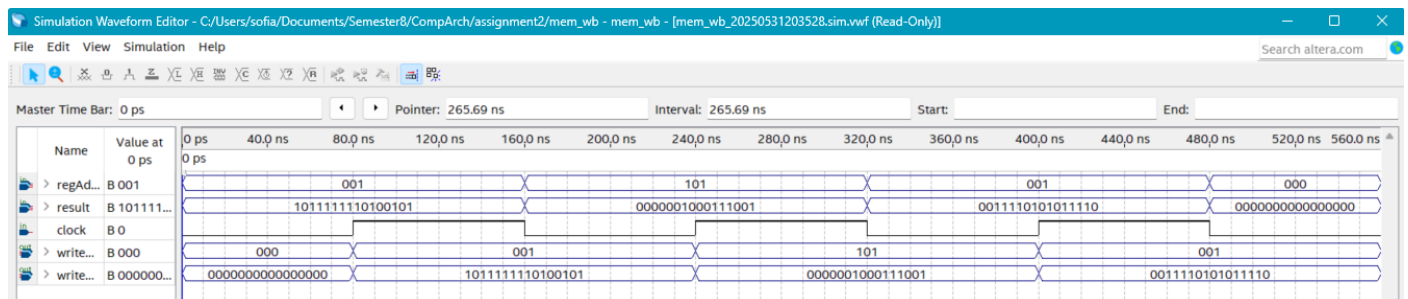 Simulation Waveform Editor - C:/Users/sofia/Documents/Semester8/CompArch/assignment2/mem_wb - mem_wb - [mem_wb_20250531203528.sim.vwf (Read-Only)]
File Edit View Simulation Help
Search altera.com
Master Time Bar: 0 ps Pointer: 265.69 ns Interval: 265.69 ns Start: End:
Name Value at 0 ps
0 ps 40.0 ns 80.0 ns 120.0 ns 160.0 ns 200.0 ns 240.0 ns 280.0 ns 320.0 ns 360.0 ns 400.0 ns 440.0 ns 480.0 ns 520.0 ns 560.0 ns
0 ps
regAd... B 001 001 101 001 000
result B 101111... 1011111110100101 0000001000111001 0011110101011110 0000000000000000
clock B 0
write... B 000 000 001 101 001
write... B 000000... 0000000000000000 1011111110100101 0000001000111001 0011110101011110